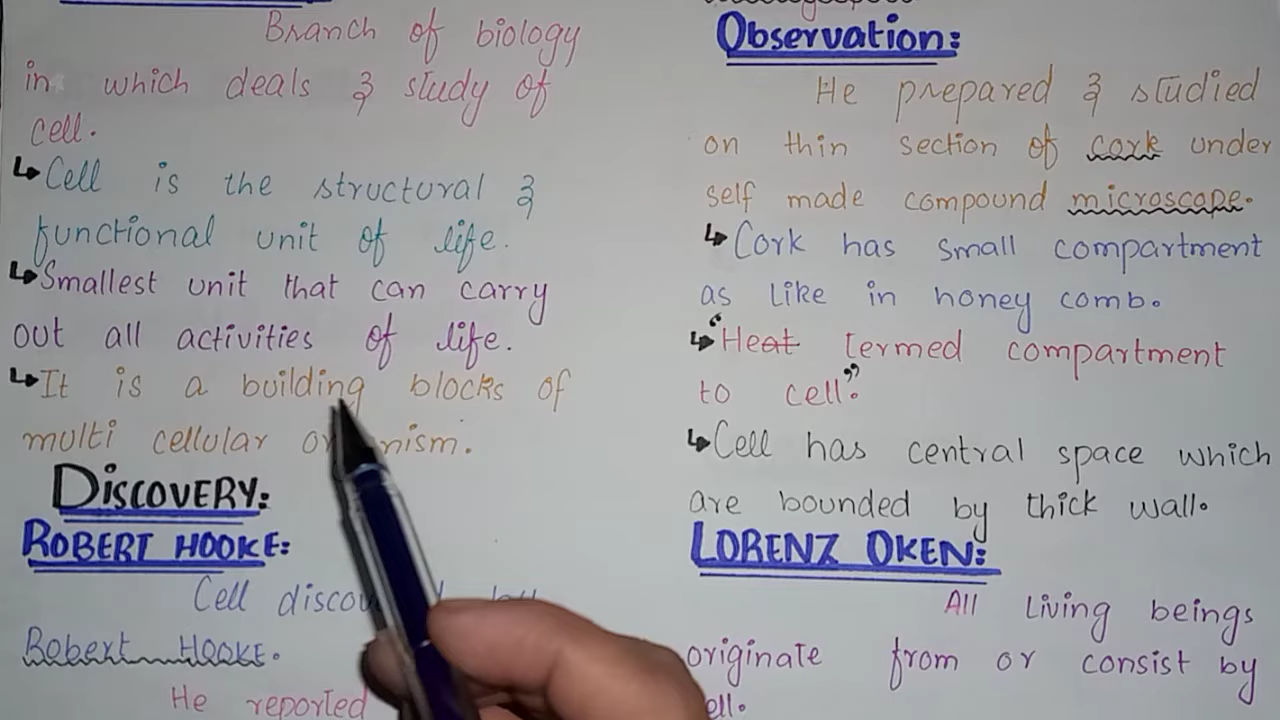 Branch of biology
in which deals & study of
cell.
↳ Cell is the structural &
functional unit of life.
↳ Smallest unit that can carry
out all activities of life.
↳ It is a building blocks of
multi cellular
DISCOVERY:
ROBERT HOOKE:
Cell
Robert HOOKE.
He reported
Observation:
He prepared & studied
on thin section of cork under
self made compound microscope.
↳ Cork has small compartment
as like in honey comb.
↳ "Heat termed compartment
to cell".
↳ Cell has central space which
are bounded by thick wall.
LORENZ OKEN:
All living beings
originate from or consist by